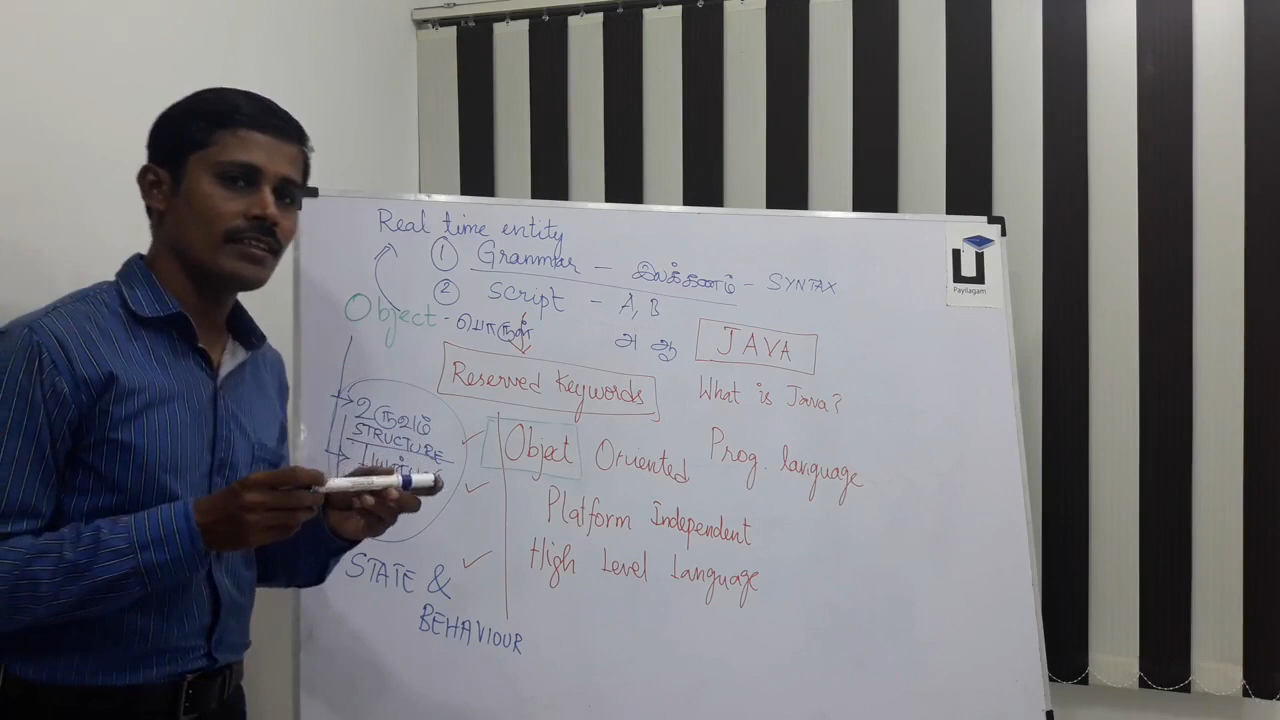 Real time entity
① Grammar – இலக்கணம் – SYNTAX
② Script – A, B
அ ஆ
Object - பொருள்
JAVA
Reserved Keywords
What is Java?
உருவம்
STRUCTURE
Object Oriented Prog. language
Platform Independent
High Level Language
STATE &
BEHAVIOUR
Payilagam